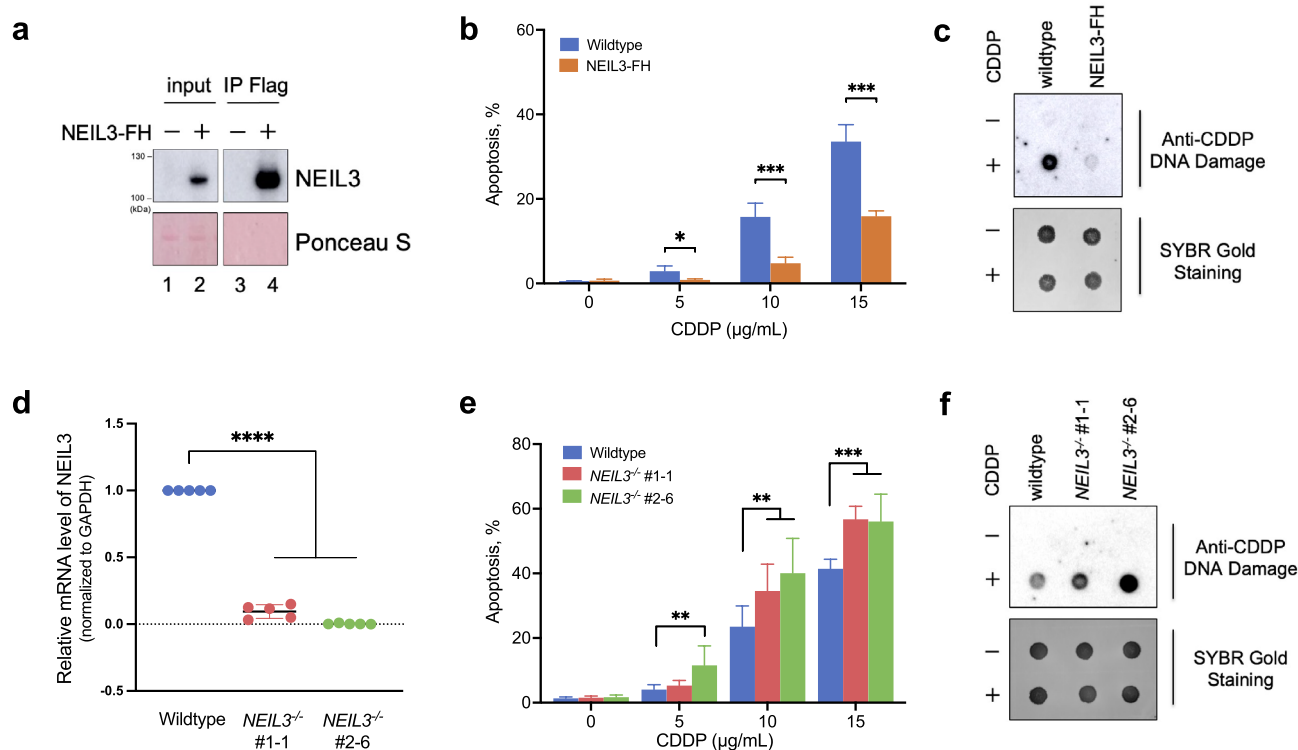 a
input IP Flag
NEIL3-FH − + − +
130
100
(kDa)
NEIL3
Ponceau S
1 2 3 4
b
60
40
20
0
Apoptosis, %
Wildtype
NEIL3-FH
*
***
***
0 5 10 15
CDDP (µg/mL)
c
CDDP
wildtype
NEIL3-FH
−
+
Anti-CDDP
DNA Damage
−
+
SYBR Gold
Staining
d
Relative mRNA level of NEIL3
(normalized to GAPDH)
1.5
1.0
0.5
0.0
-0.5
****
Wildtype NEIL3-/- NEIL3-/-
#1-1 #2-6
e
80
60
40
20
0
Apoptosis, %
Wildtype
NEIL3-/- #1-1
NEIL3-/- #2-6
**
**
***
0 5 10 15
CDDP (µg/mL)
f
CDDP
wildtype
NEIL3-/- #1-1
NEIL3-/- #2-6
−
+
Anti-CDDP
DNA Damage
−
+
SYBR Gold
Staining